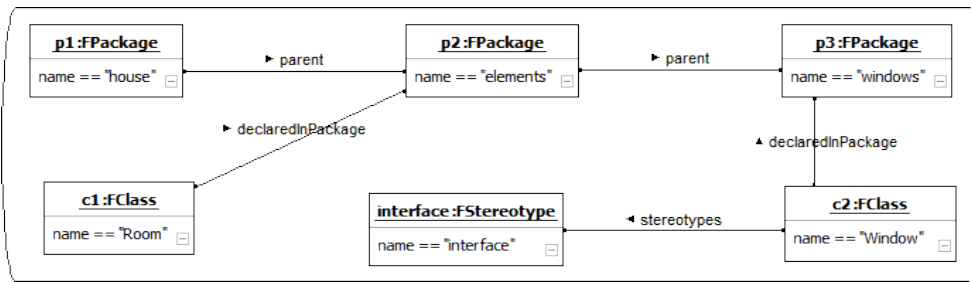 p1:FPackage
name == "house"
► parent
p2:FPackage
name == "elements"
► parent
p3:FPackage
name == "windows"
► declaredInPackage
▲ declaredInPackage
c1:FClass
name == "Room"
interface:FStereotype
name == "interface"
◄ stereotypes
c2:FClass
name == "Window"